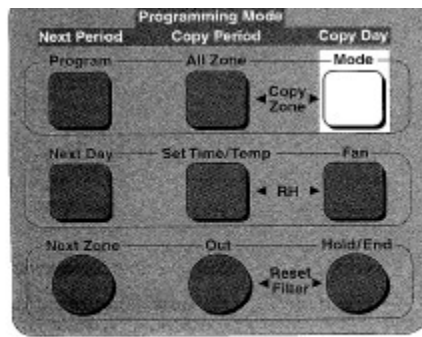 Programming Mode
Next Period Copy Period Copy Day
Program All Zone Mode
Copy
Zone
Next Day Set Time/Temp Fan
RH
Next Zone Out Hold/End
Reset
Filter